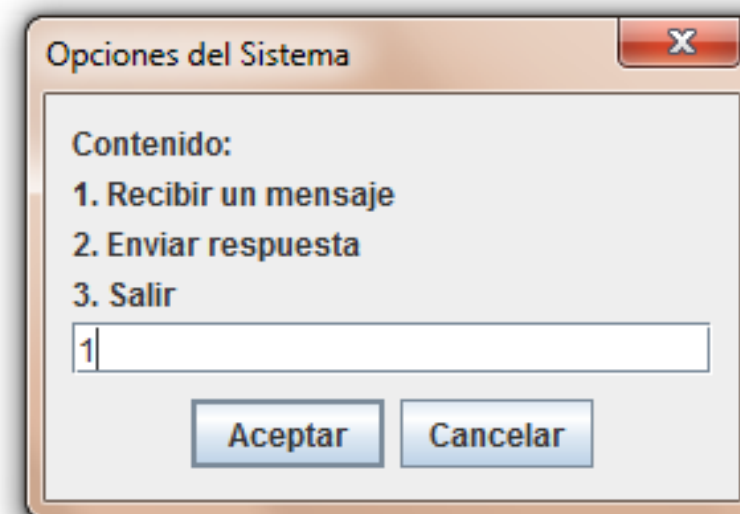 Opciones del Sistema
Contenido:
1. Recibir un mensaje
2. Enviar respuesta
3. Salir
1
Aceptar Cancelar